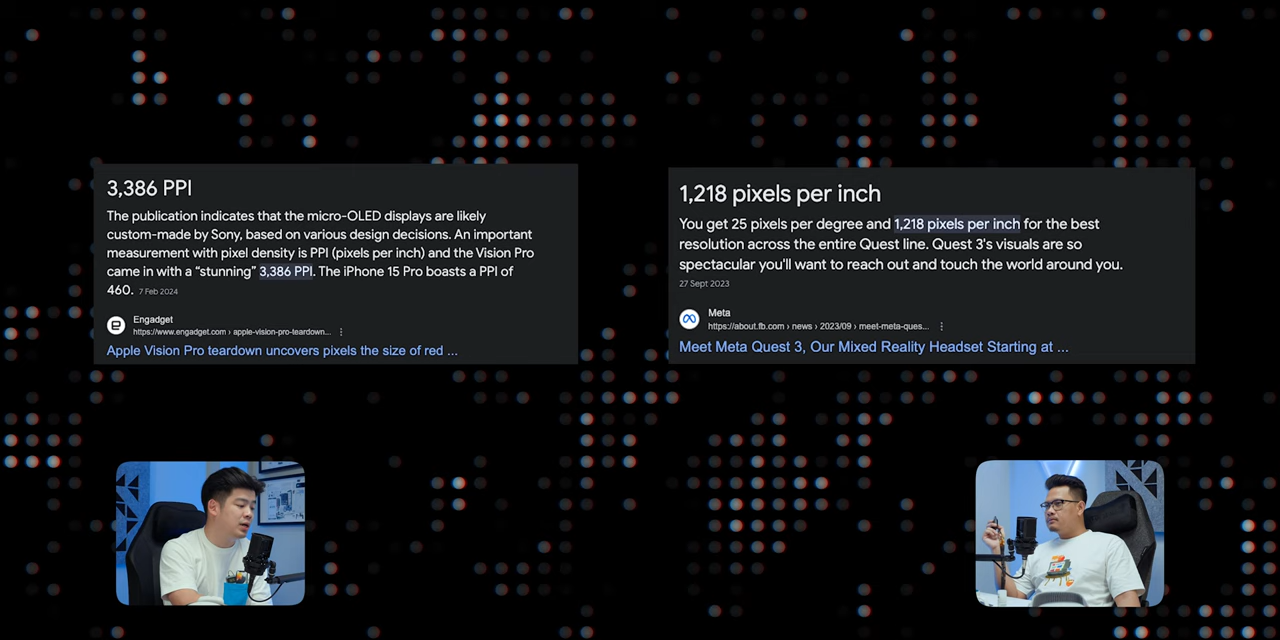 3,386 PPI
The publication indicates that the micro-OLED displays are likely
custom-made by Sony, based on various design decisions. An important
measurement with pixel density is PPI (pixels per inch) and the Vision Pro
came in with a “stunning” 3,386 PPI. The iPhone 15 Pro boasts a PPI of
460. 7 Feb 2024
Engadget
https://www.engadget.com › apple-vision-pro-teardown...
Apple Vision Pro teardown uncovers pixels the size of red ...
1,218 pixels per inch
You get 25 pixels per degree and 1,218 pixels per inch for the best
resolution across the entire Quest line. Quest 3's visuals are so
spectacular you'll want to reach out and touch the world around you.
27 Sept 2023
Meta
https://about.fb.com › news › 2023/09 › meet-meta-ques...
Meet Meta Quest 3, Our Mixed Reality Headset Starting at ...